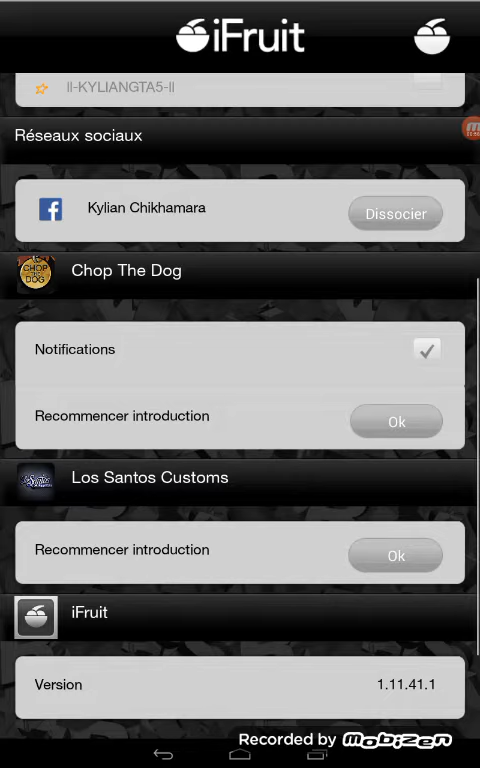 iFruit
II-KYLIANGTA5-II
Réseaux sociaux
Kylian Chikhamara
Dissocier
CHOP THE DOG
Chop The Dog
Notifications
Recommencer introduction
Ok
Los Santos Customs
Recommencer introduction
Ok
iFruit
Version
1.11.41.1
Recorded by mobizen